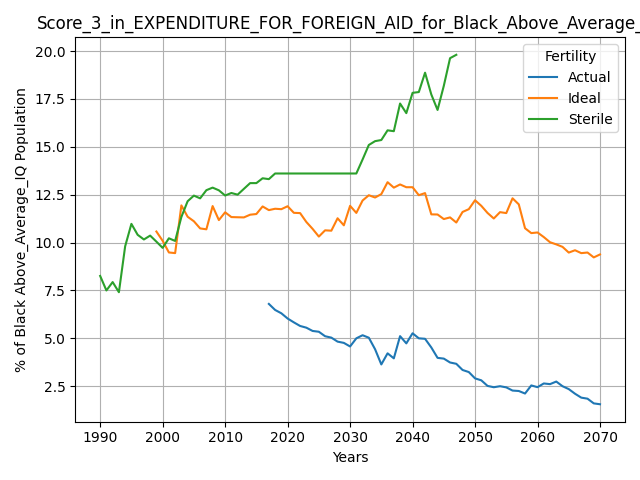 Score_3_in_EXPENDITURE_FOR_FOREIGN_AID_for_Black_Above_Average_
Fertility
Actual
Ideal
Sterile
% of Black Above_Average_IQ Population
20.0
17.5
15.0
12.5
10.0
7.5
5.0
2.5
1990 2000 2010 2020 2030 2040 2050 2060 2070
Years